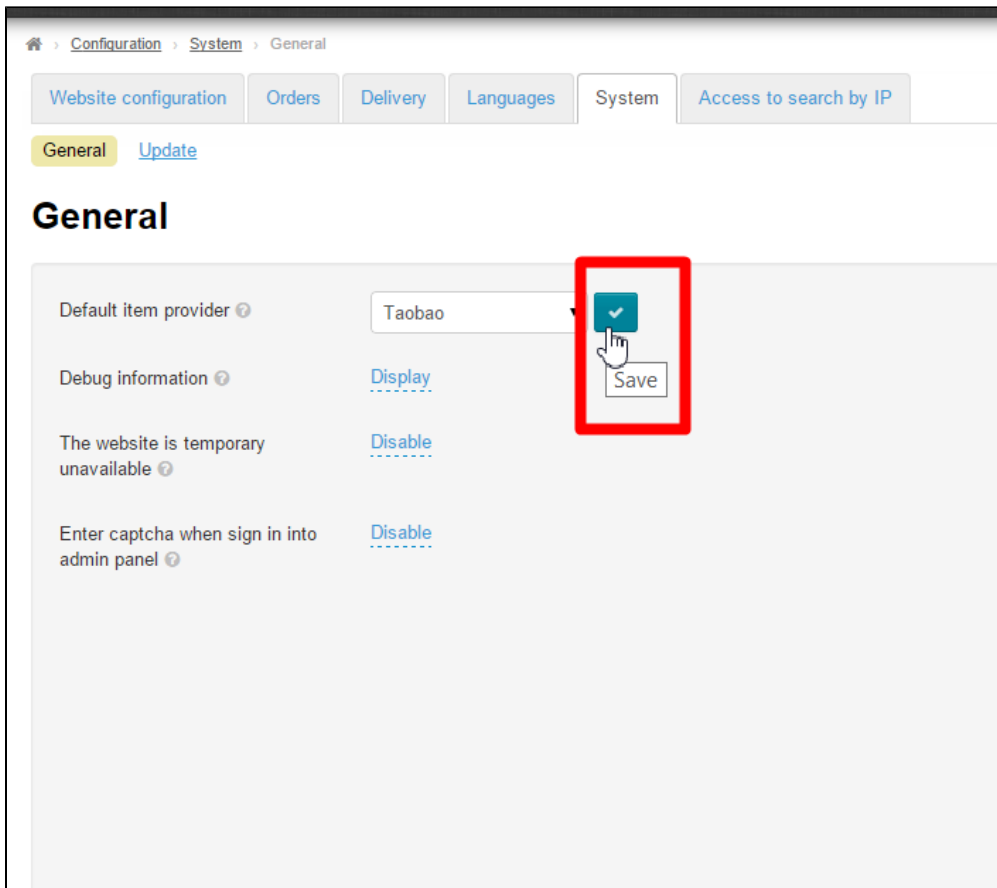 Configuration › System › General
Website configuration Orders Delivery Languages System Access to search by IP
General Update
General
Default item provider Taobao
Save
Debug information Display
The website is temporary
unavailable
Disable
Enter captcha when sign in into
admin panel
Disable